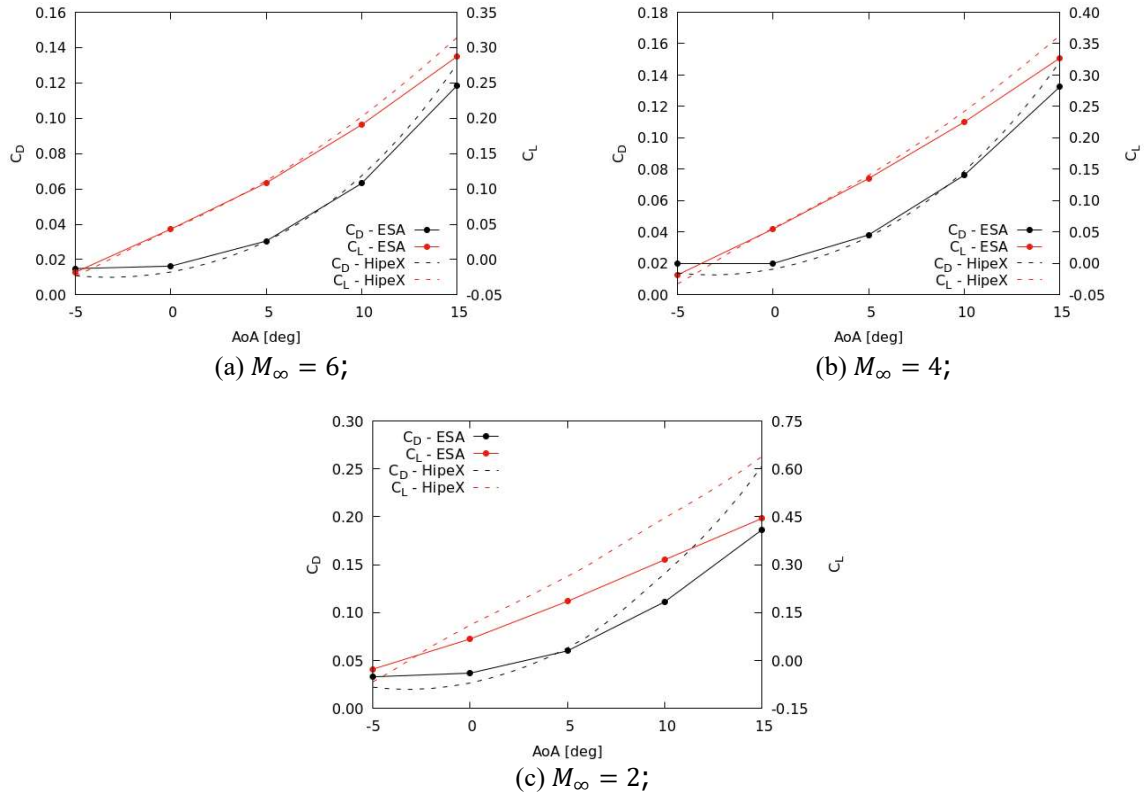 0.16
0.14
0.12
0.10
0.08
0.06
0.04
0.02
0.00
C_D
0.35
0.30
0.25
0.20
0.15
0.10
0.05
0.00
-0.05
C_L
C_D - ESA
C_L - ESA
C_D - HipeX
C_L - HipeX
-5 0 5 10 15
AoA [deg]
(a) M_∞ = 6;
0.18
0.16
0.14
0.12
0.10
0.08
0.06
0.04
0.02
0.00
C_D
0.40
0.35
0.30
0.25
0.20
0.15
0.10
0.05
0.00
-0.05
C_L
C_D - ESA
C_L - ESA
C_D - HipeX
C_L - HipeX
-5 0 5 10 15
AoA [deg]
(b) M_∞ = 4;
0.30
0.25
0.20
0.15
0.10
0.05
0.00
C_D
0.75
0.60
0.45
0.30
0.15
0.00
-0.15
C_L
C_D - ESA
C_L - ESA
C_D - HipeX
C_L - HipeX
-5 0 5 10 15
AoA [deg]
(c) M_∞ = 2;